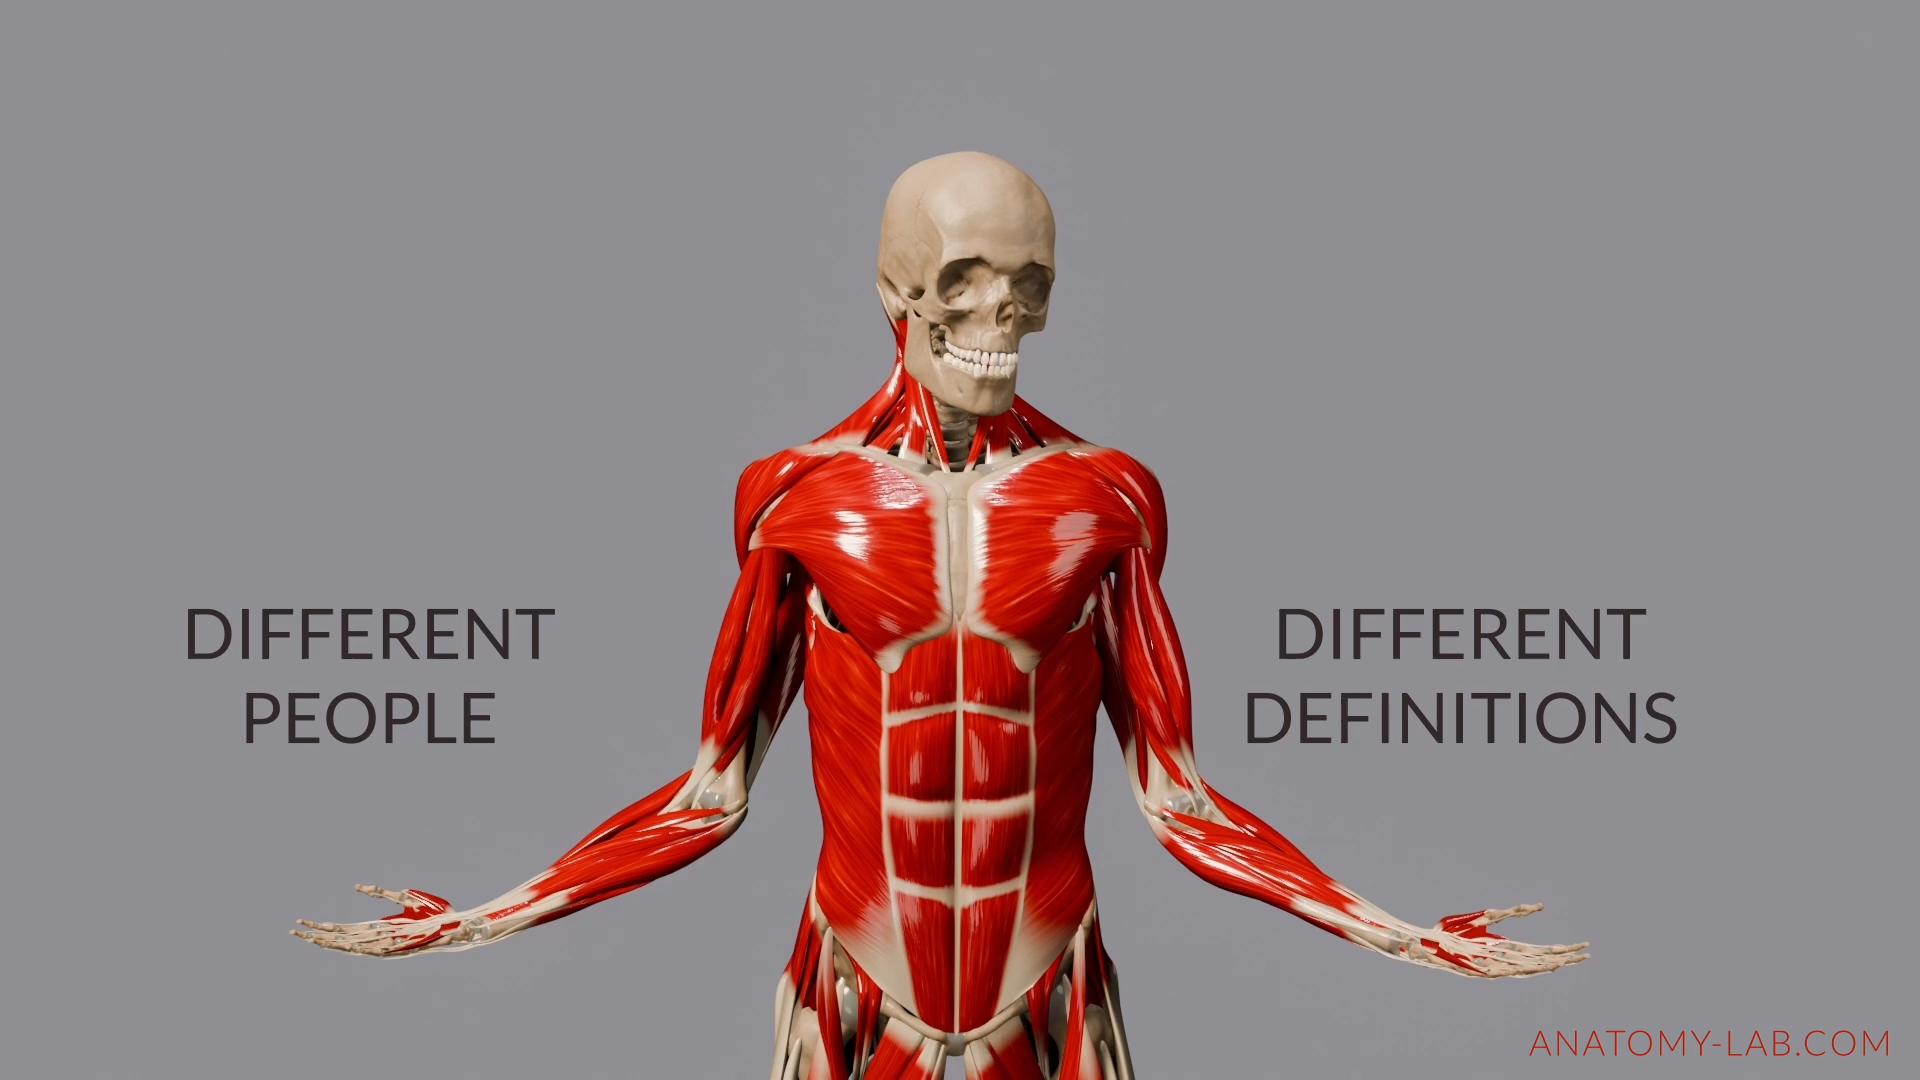 DIFFERENT
PEOPLE
DIFFERENT
DEFINITIONS
ANATOMY-LAB.COM